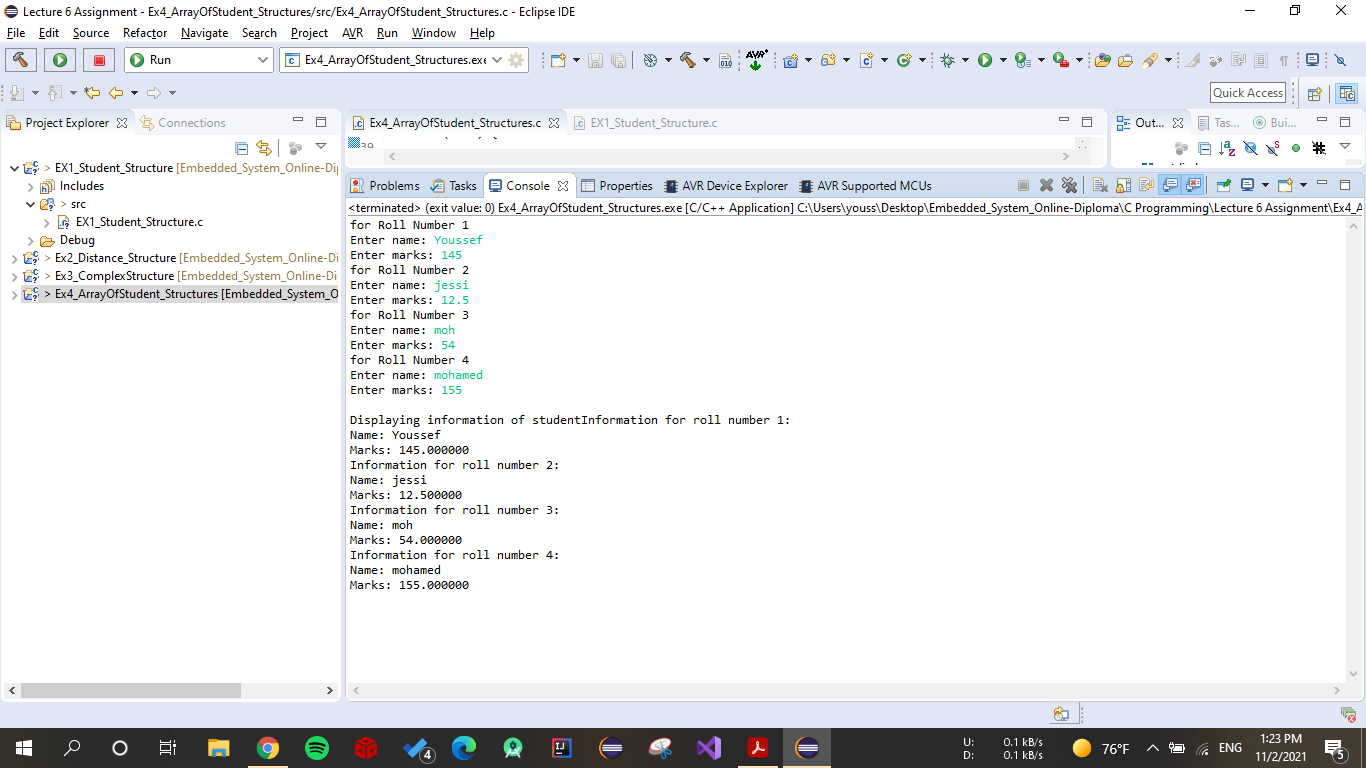 Lecture 6 Assignment - Ex4_ArrayOfStudent_Structures/src/Ex4_ArrayOfStudent_Structures.c - Eclipse IDE
File Edit Source Refactor Navigate Search Project AVR Run Window Help
Run Ex4_ArrayOfStudent_Structures.exe
Quick Access
Project Explorer Connections
Ex4_ArrayOfStudent_Structures.c EX1_Student_Structure.c
Out... Tas... Bui...
39
> EX1_Student_Structure [Embedded_System_Online-Di
Includes
> src
EX1_Student_Structure.c
Debug
> Ex2_Distance_Structure [Embedded_System_Online-Di
> Ex3_ComplexStructure [Embedded_System_Online-Di
> Ex4_ArrayOfStudent_Structures [Embedded_System_O
Problems Tasks Console Properties AVR Device Explorer AVR Supported MCUs
<terminated> (exit value: 0) Ex4_ArrayOfStudent_Structures.exe [C/C++ Application] C:\Users\youss\Desktop\Embedded_System_Online-Diploma\C Programming\Lecture 6 Assignment\Ex4_A
for Roll Number 1
Enter name: Youssef
Enter marks: 145
for Roll Number 2
Enter name: jessi
Enter marks: 12.5
for Roll Number 3
Enter name: moh
Enter marks: 54
for Roll Number 4
Enter name: mohamed
Enter marks: 155
Displaying information of studentInformation for roll number 1:
Name: Youssef
Marks: 145.000000
Information for roll number 2:
Name: jessi
Marks: 12.500000
Information for roll number 3:
Name: moh
Marks: 54.000000
Information for roll number 4:
Name: mohamed
Marks: 155.000000
4
U: 0.1 kB/s
D: 0.1 kB/s
76°F
ENG
1:23 PM
11/2/2021
5